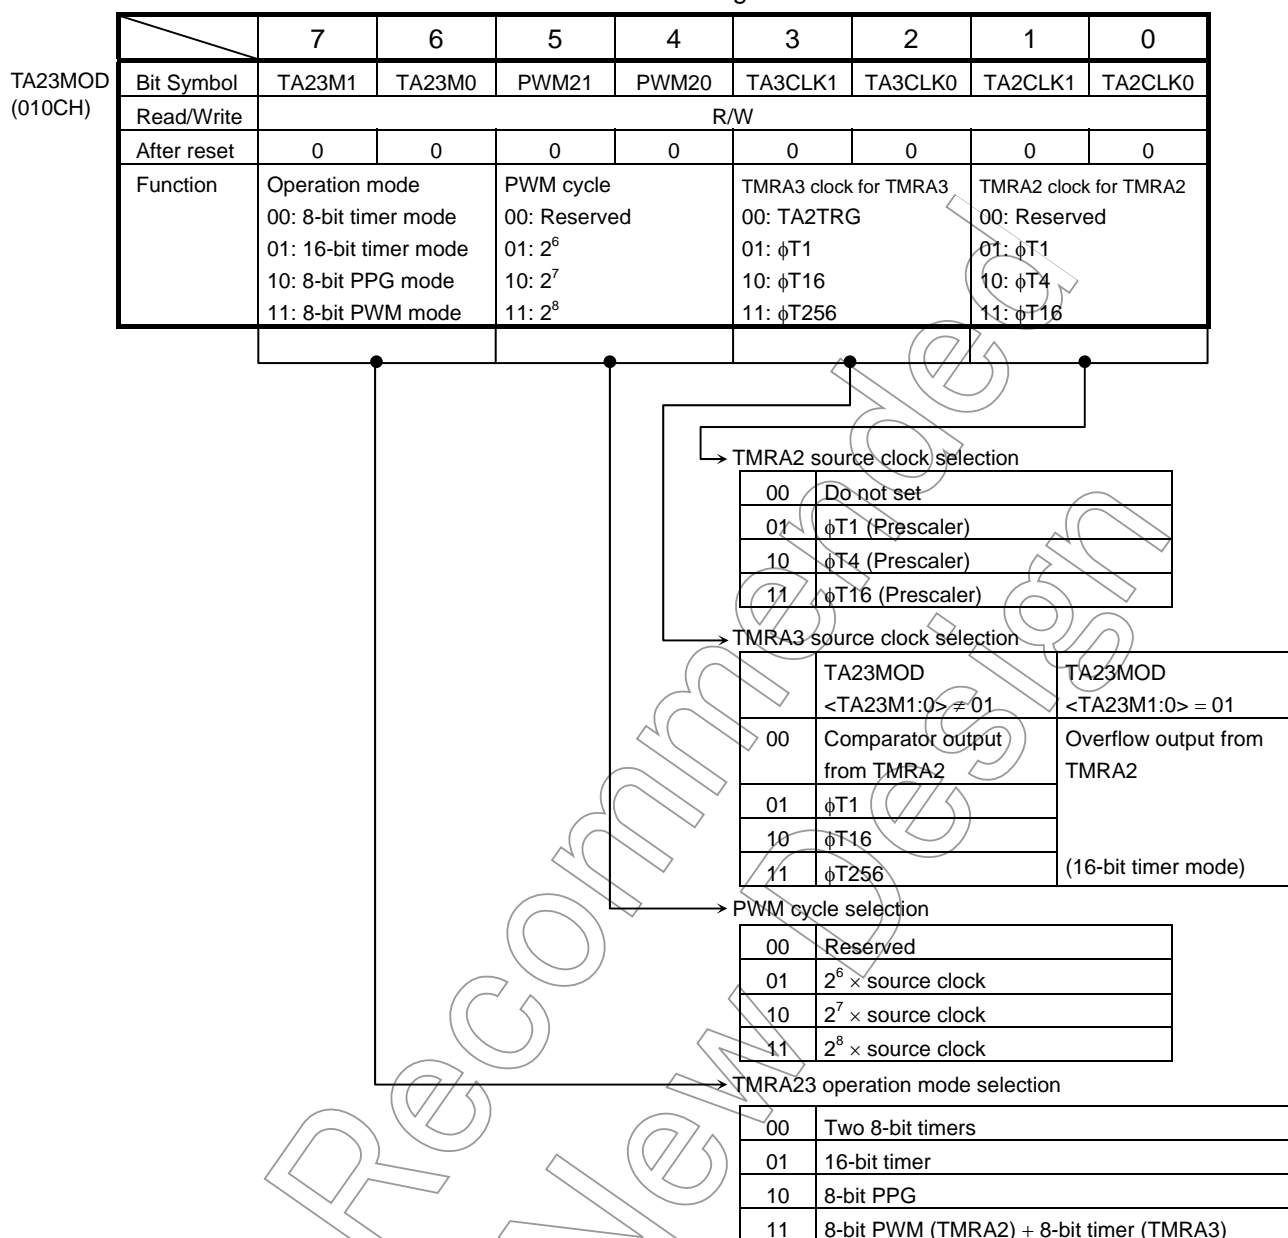 7 6 5 4 3 2 1 0
TA23MOD (010CH)
Bit Symbol TA23M1 TA23M0 PWM21 PWM20 TA3CLK1 TA3CLK0 TA2CLK1 TA2CLK0
Read/Write R/W
After reset 0 0 0 0 0 0 0 0
Function Operation mode PWM cycle TMRA3 clock for TMRA3 TMRA2 clock for TMRA2
00: 8-bit timer mode 00: Reserved 00: TA2TRG 00: Reserved
01: 16-bit timer mode 01: 2⁶ 01: φT1 01: φT1
10: 8-bit PPG mode 10: 2⁷ 10: φT16 10: φT4
11: 8-bit PWM mode 11: 2⁸ 11: φT256 11: φT16
TMRA2 source clock selection
00 Do not set
01 φT1 (Prescaler)
10 φT4 (Prescaler)
11 φT16 (Prescaler)
TMRA3 source clock selection
TA23MOD TA23MOD
<TA23M1:0> ≠ 01 <TA23M1:0> = 01
00 Comparator output Overflow output from
from TMRA2 TMRA2
01 φT1
10 φT16
11 φT256 (16-bit timer mode)
PWM cycle selection
00 Reserved
01 2⁶ × source clock
10 2⁷ × source clock
11 2⁸ × source clock
TMRA23 operation mode selection
00 Two 8-bit timers
01 16-bit timer
10 8-bit PPG
11 8-bit PWM (TMRA2) + 8-bit timer (TMRA3)
Recommended
New Design